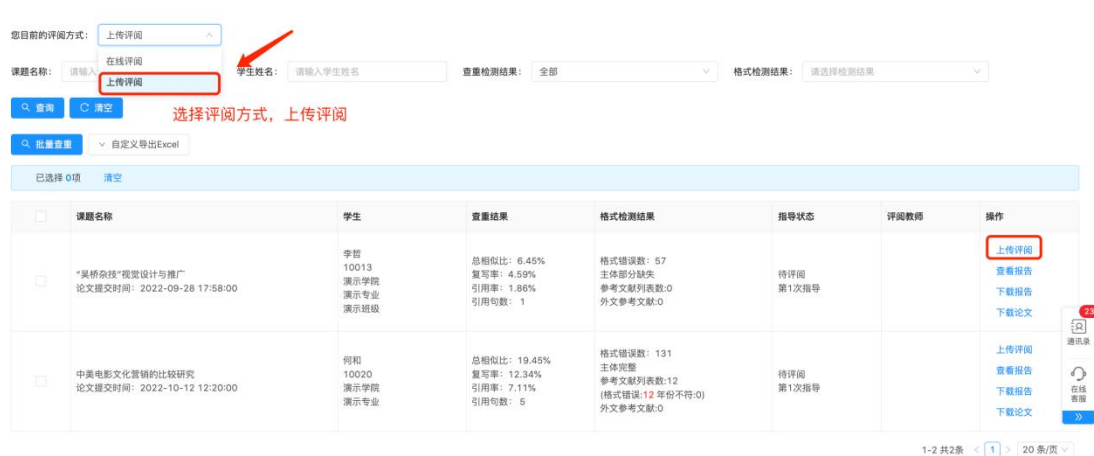 您目前的评阅方式： 上传评阅
在线评阅
上传评阅
课题名称： 请输入 学生姓名： 请输入学生姓名 查重检测结果： 全部 格式检测结果： 请选择检测结果
查询 清空
选择评阅方式，上传评阅
批量查重 自定义导出Excel
已选择 0项 清空
课题名称 学生 查重结果 格式检测结果 指导状态 评阅教师 操作
“吴桥杂技”视觉设计与推广
论文提交时间：2022-09-28 17:58:00
李哲
10013
演示学院
演示专业
演示班级
总相似比：6.45%
复写率：4.59%
引用率：1.86%
引用句数： 1
格式错误数：57
主体部分缺失
参考文献列表数:0
外文参考文献:0
待评阅
第1次指导
上传评阅
查看报告
下载报告
下载论文
中美电影文化营销的比较研究
论文提交时间：2022-10-12 12:20:00
何和
10020
演示学院
演示专业
总相似比：19.45%
复写率：12.34%
引用率：7.11%
引用句数： 5
格式错误数：131
主体完整
参考文献列表数:12
(格式错误:12 年份不符:0)
外文参考文献:0
待评阅
第1次指导
上传评阅
查看报告
下载报告
下载论文
23
通讯录
在线
客服
1-2 共2条 < 1 > 20 条/页